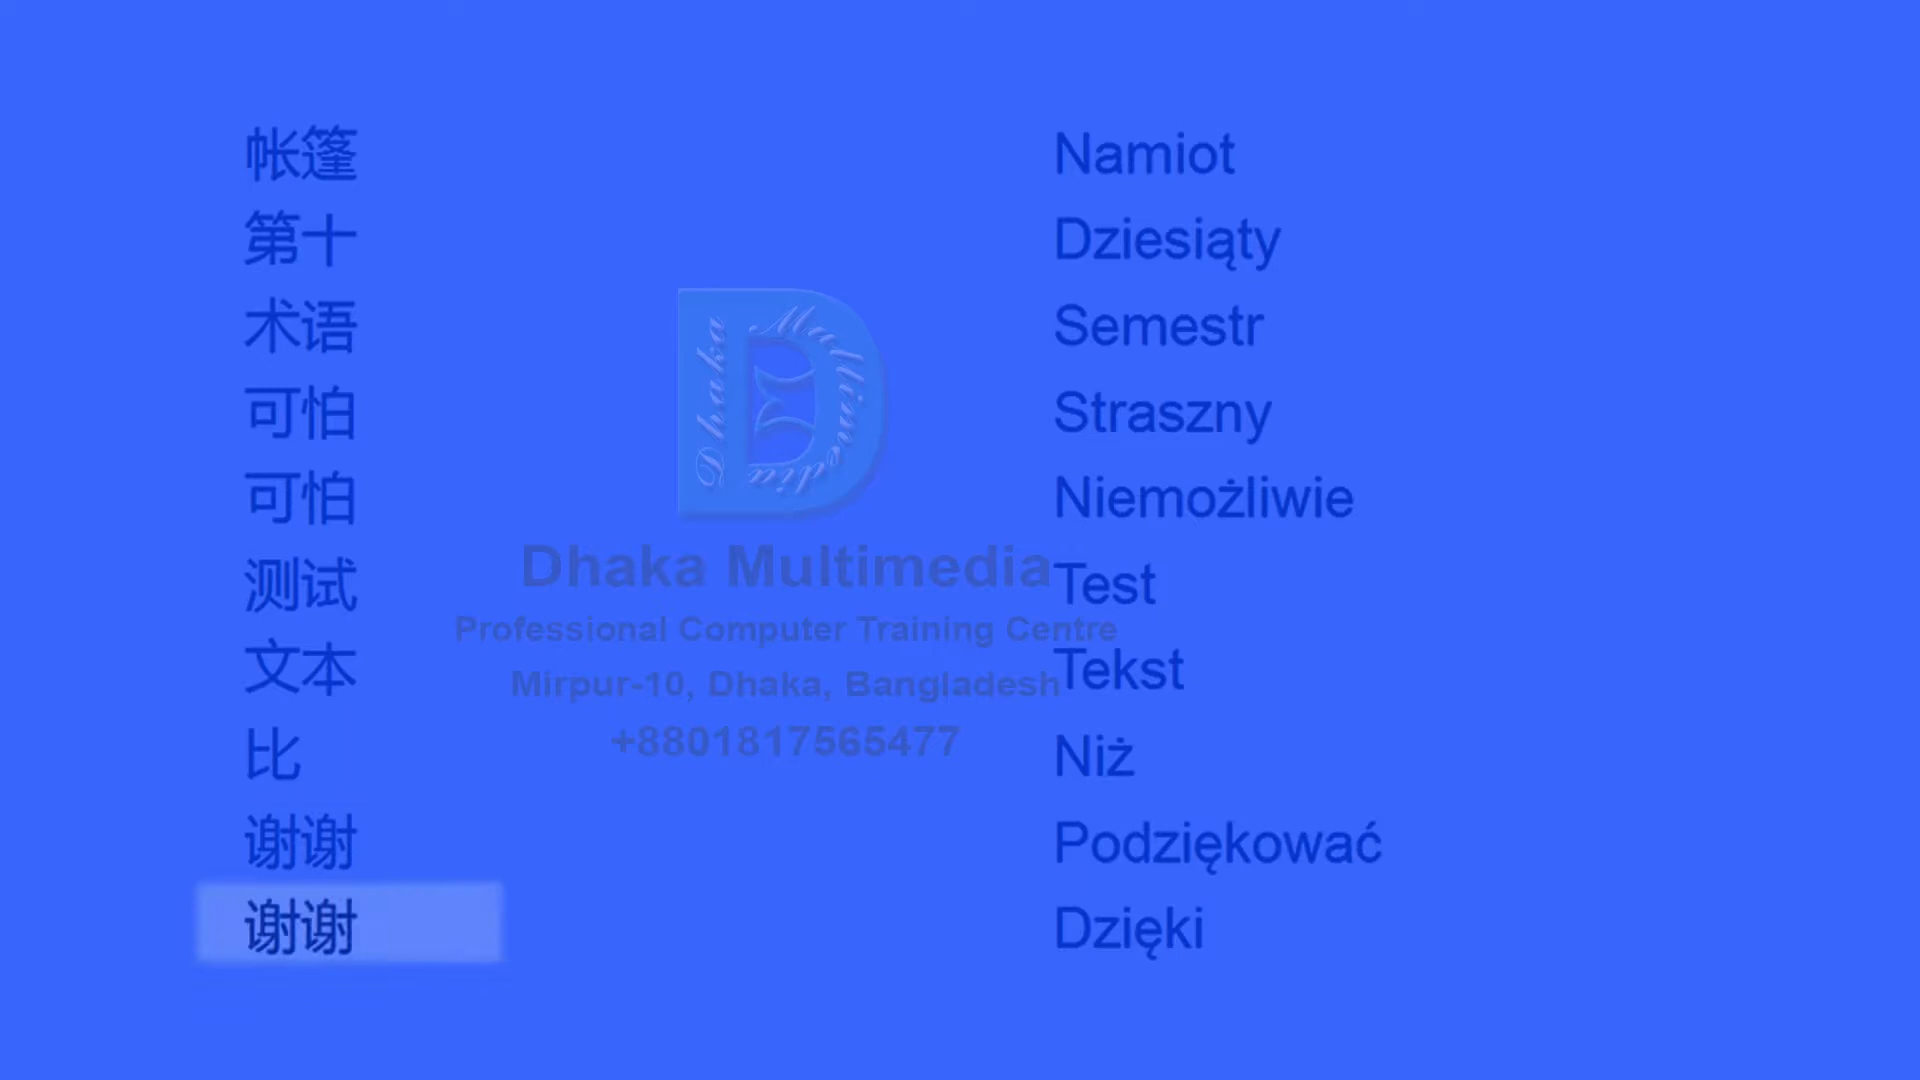 帐篷 Namiot
第十 Dziesiąty
术语 Semestr
Dhaka Multimedia
可怕 Straszny
可怕 Niemożliwie
Dhaka Multimedia
测试 Test
Professional Computer Training Centre
文本 Tekst
Mirpur-10, Dhaka, Bangladesh
比 Niż
+8801817565477
谢谢 Podziękować
谢谢 Dzięki